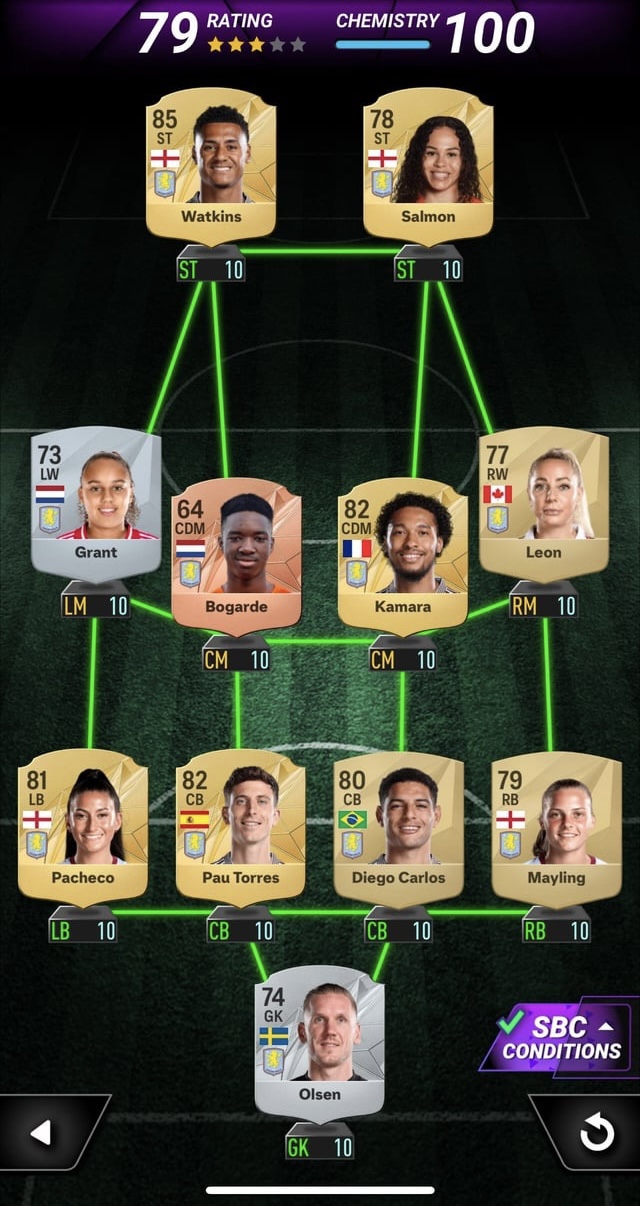 79 RATING CHEMISTRY 100
85 78
ST ST
Watkins Salmon
ST 10 ST 10
73 77
LW RW
Grant Leon
LM 10 RM 10
64 82
CDM CDM
Bogarde Kamara
CM 10 CM 10
81 82 80 79
LB CB CB RB
Pacheco Pau Torres Diego Carlos Mayling
LB 10 CB 10 CB 10 RB 10
74
GK
Olsen
GK 10
SBC
CONDITIONS